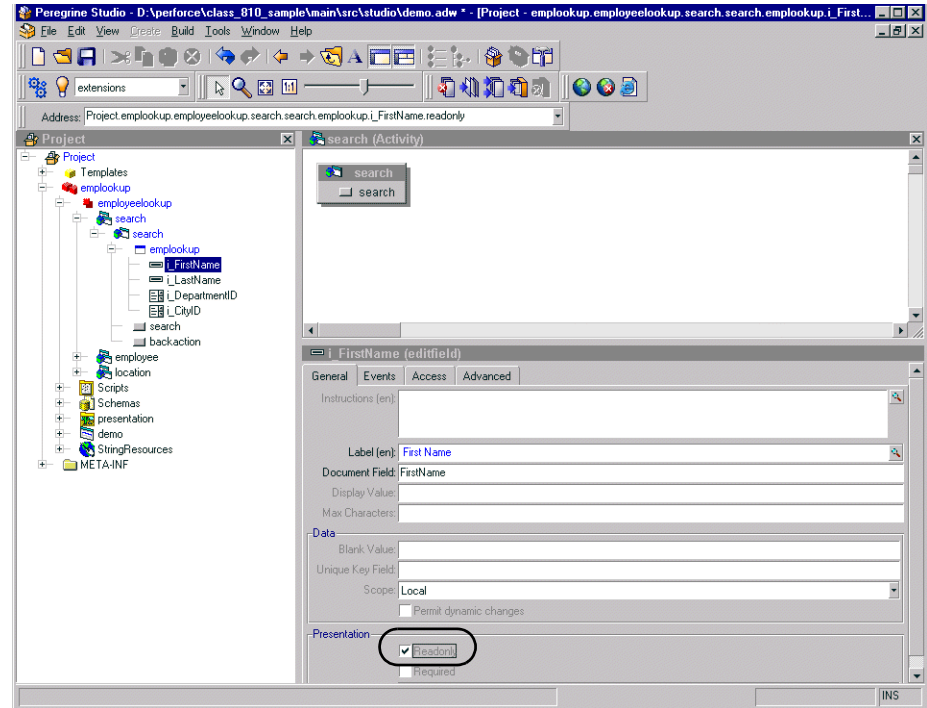 Peregrine Studio - D:\perforce\class_810_sample\main\src\studio\demo.adw * - [Project - emplookup.employeelookup.search.search.emplookup.i_First...
File Edit View Create Build Tools Window Help
extensions
Address: Project.emplookup.employeelookup.search.search.emplookup.i_FirstName.readonly
Project
Project
Templates
emplookup
employeelookup
search
search
emplookup
i_FirstName
i_LastName
i_DepartmentID
i_CityID
search
backaction
employee
location
Scripts
Schemas
presentation
demo
StringResources
META-INF
search (Activity)
search
search
i_FirstName (editfield)
General Events Access Advanced
Instructions (en):
Label (en): First Name
Document Field: FirstName
Display Value:
Max Characters:
Data
Blank Value:
Unique Key Field:
Scope: Local
Permit dynamic changes
Presentation
Readonly
Required
INS